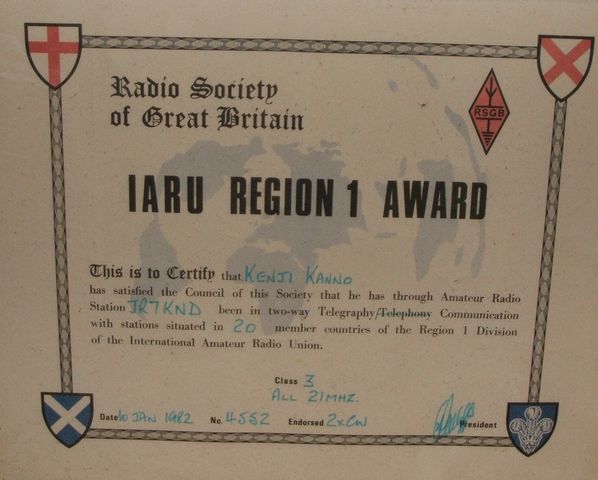 Radio Society
of Great Britain
RSGB
IARU REGION 1 AWARD
This is to Certify that KENJI KANNO
has satisfied the Council of this Society that he has through Amateur Radio
Station JR7KND been in two-way Telegraphy/Telephony Communication
with stations situated in 20 member countries of the Region 1 Division
of the International Amateur Radio Union.
Class 3
ALL 21MHZ.
Date 10 JAN 1982 No. 4552 Endorsed 2xCW President